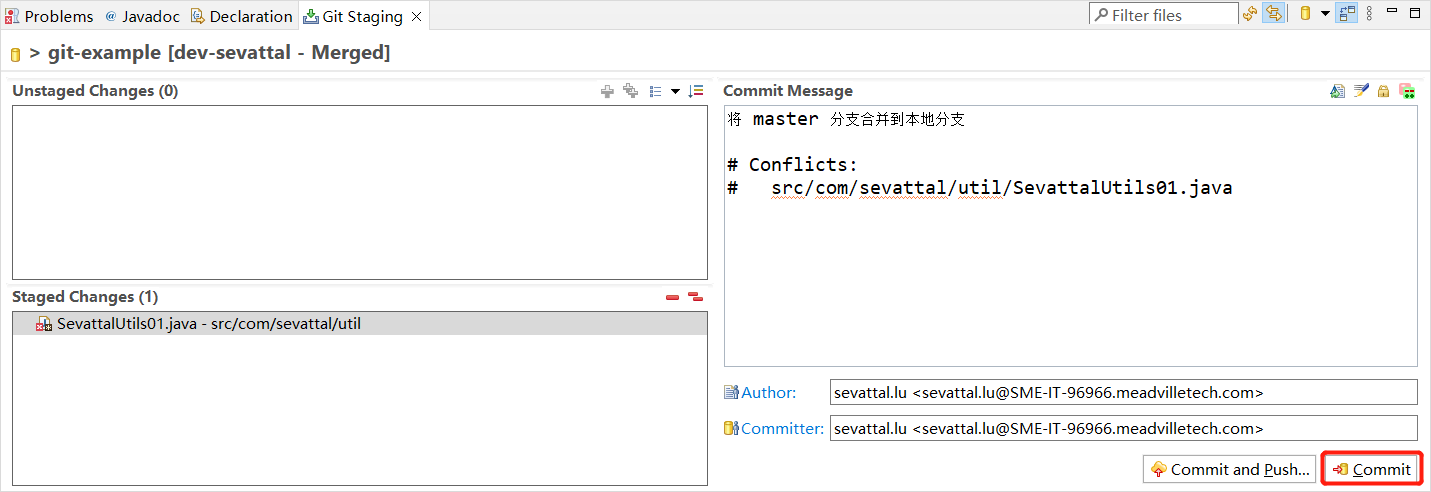 Problems @ Javadoc Declaration Git Staging Filter files
> git-example [dev-sevattal - Merged]
Unstaged Changes (0)
Staged Changes (1)
SevattalUtils01.java - src/com/sevattal/util
Commit Message
将 master 分支合并到本地分支
# Conflicts:
# src/com/sevattal/util/SevattalUtils01.java
Author: sevattal.lu <sevattal.lu@SME-IT-96966.meadvilletech.com>
Committer: sevattal.lu <sevattal.lu@SME-IT-96966.meadvilletech.com>
Commit and Push... Commit